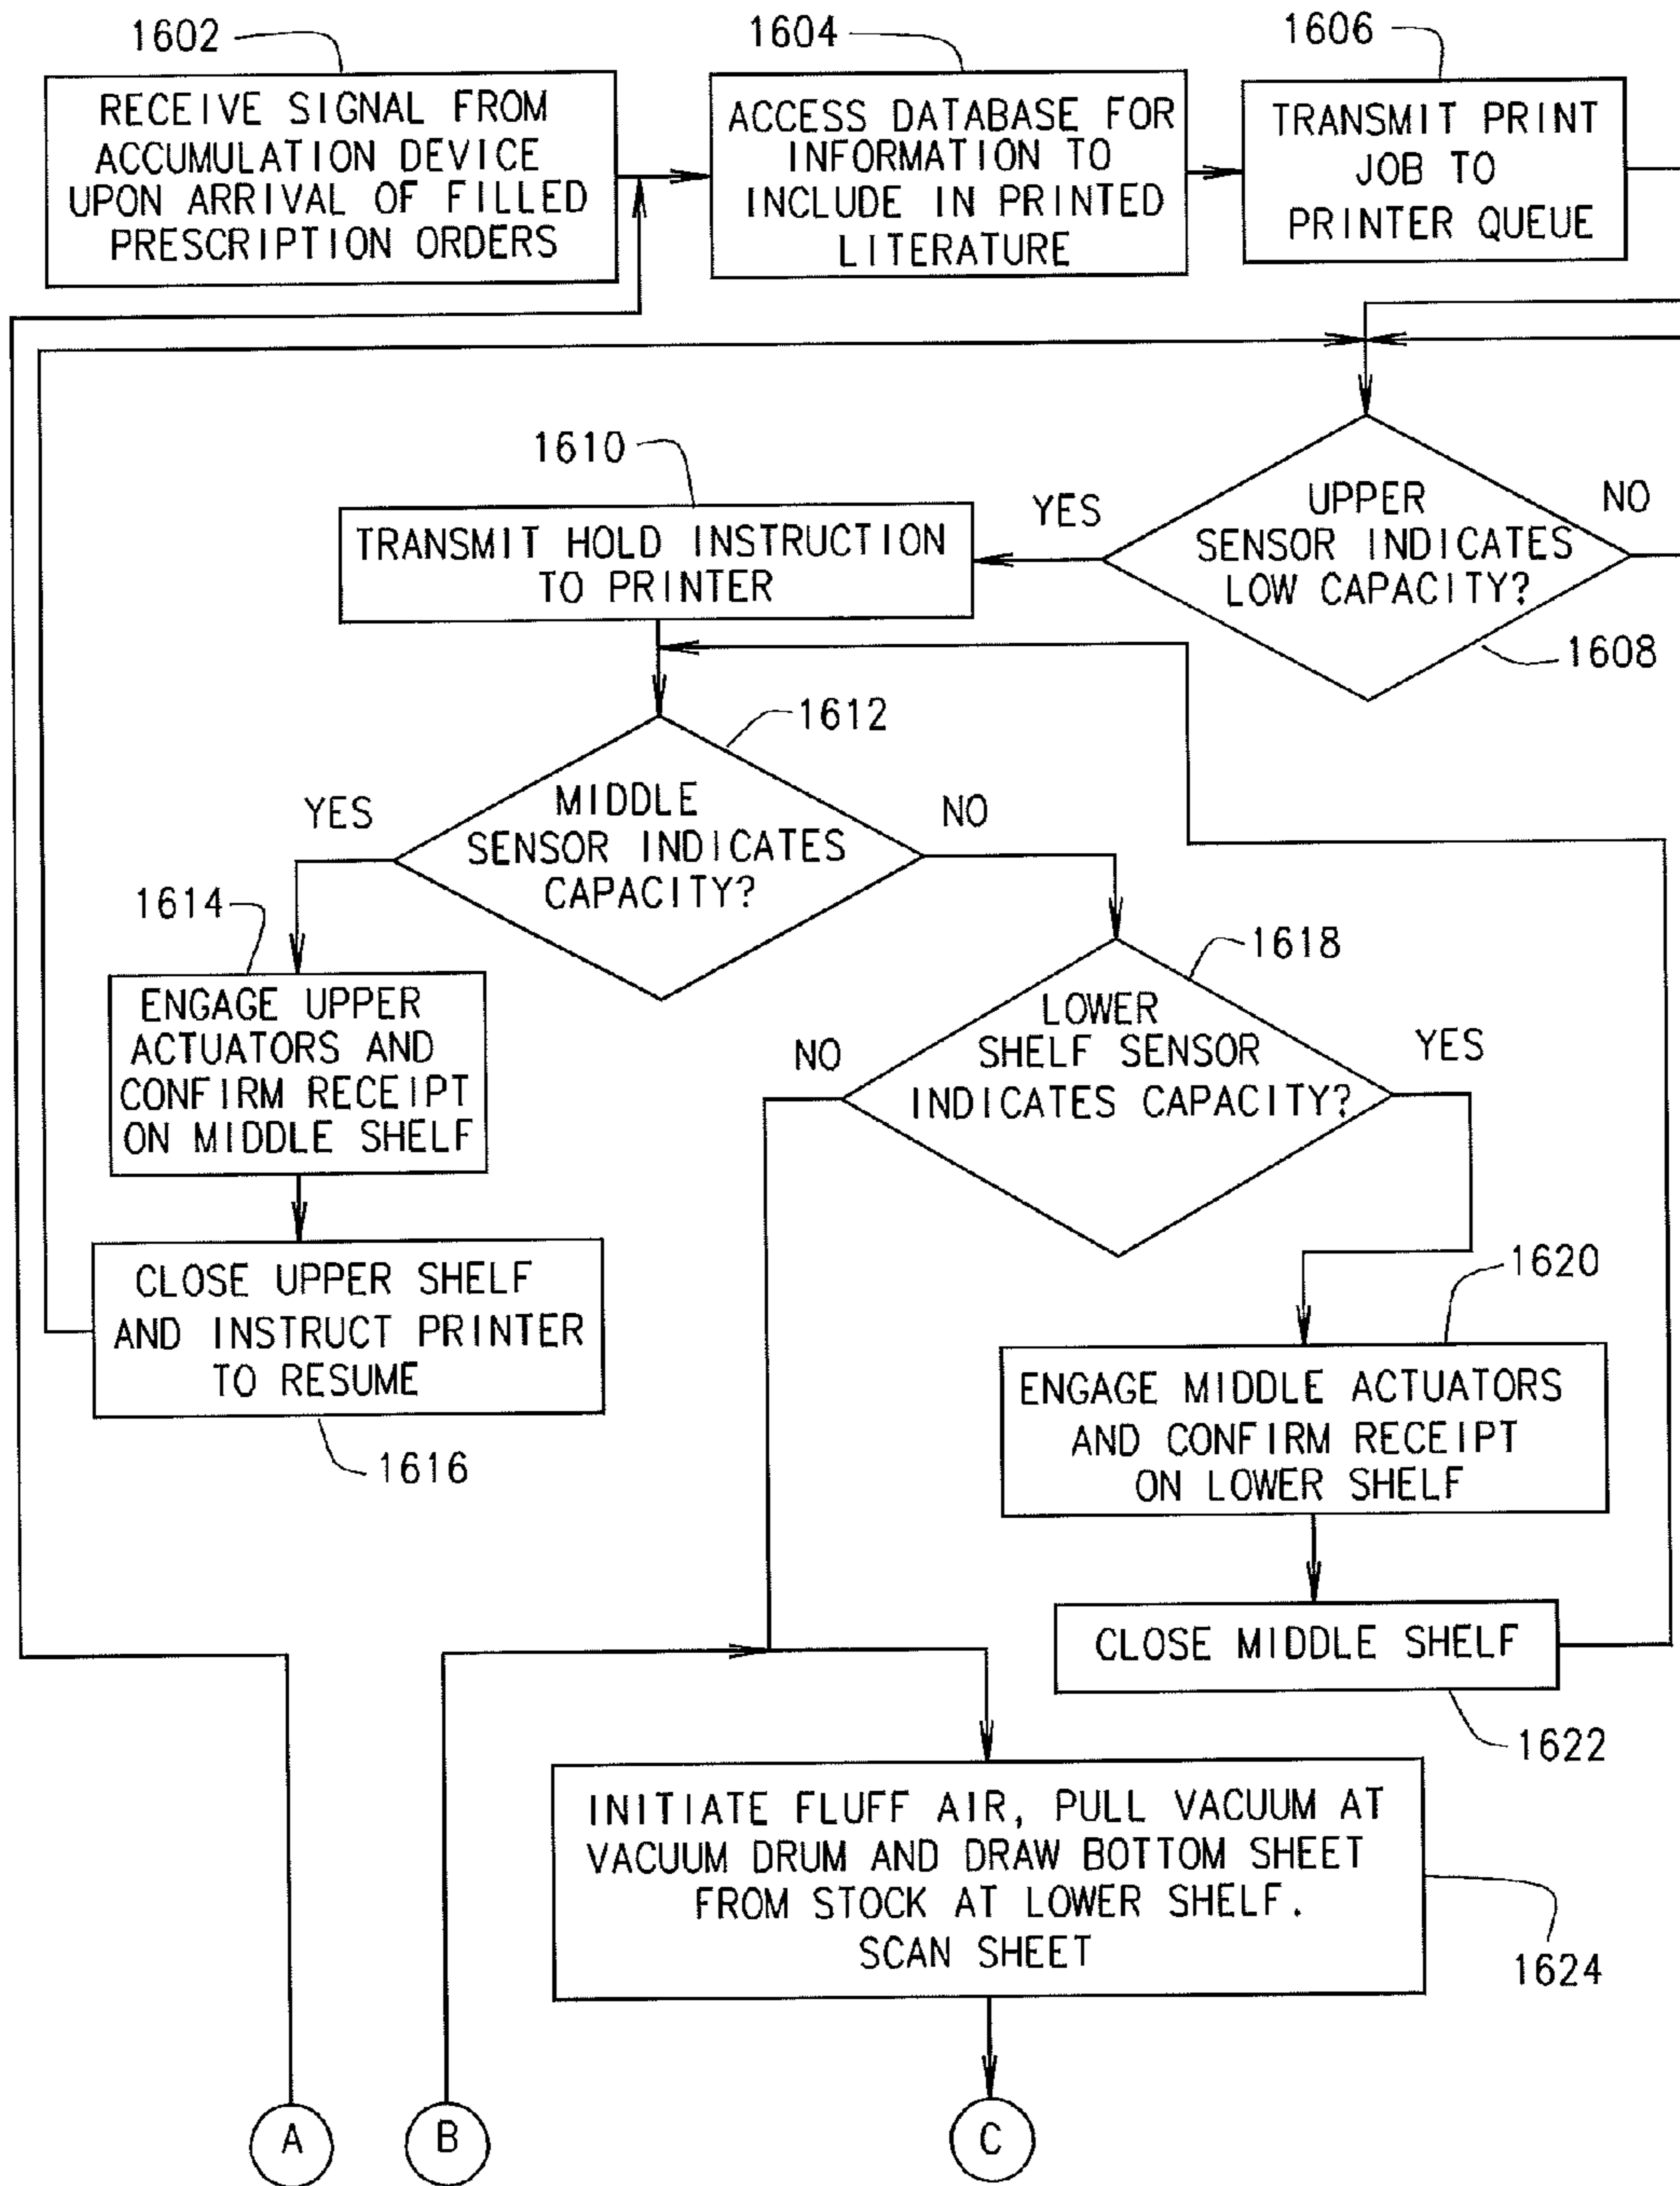 1602
RECEIVE SIGNAL FROM
ACCUMULATION DEVICE
UPON ARRIVAL OF FILLED
PRESCRIPTION ORDERS
1604
ACCESS DATABASE FOR
INFORMATION TO
INCLUDE IN PRINTED
LITERATURE
1606
TRANSMIT PRINT
JOB TO
PRINTER QUEUE
1610
TRANSMIT HOLD INSTRUCTION
TO PRINTER
YES
UPPER
SENSOR INDICATES
LOW CAPACITY?
NO
1608
1612
YES
MIDDLE
SENSOR INDICATES
CAPACITY?
NO
1614
ENGAGE UPPER
ACTUATORS AND
CONFIRM RECEIPT
ON MIDDLE SHELF
1618
NO
LOWER
SHELF SENSOR
INDICATES CAPACITY?
YES
CLOSE UPPER SHELF
AND INSTRUCT PRINTER
TO RESUME
1616
1620
ENGAGE MIDDLE ACTUATORS
AND CONFIRM RECEIPT
ON LOWER SHELF
CLOSE MIDDLE SHELF
1622
INITIATE FLUFF AIR, PULL VACUUM AT
VACUUM DRUM AND DRAW BOTTOM SHEET
FROM STOCK AT LOWER SHELF.
SCAN SHEET
1624
A
B
C